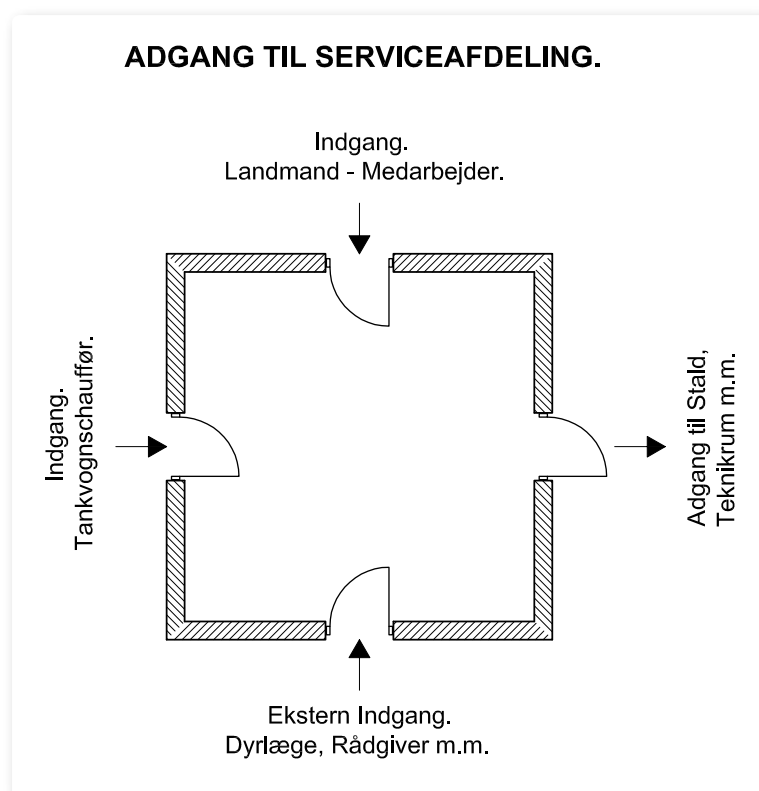 ADGANG TIL SERVICEAFDELING.
Indgang.
Landmand - Medarbejder.
Indgang.
Tankvognschauffør.
Adgang til Stald,
Teknikrum m.m.
Ekstern Indgang.
Dyrlæge, Rådgiver m.m.